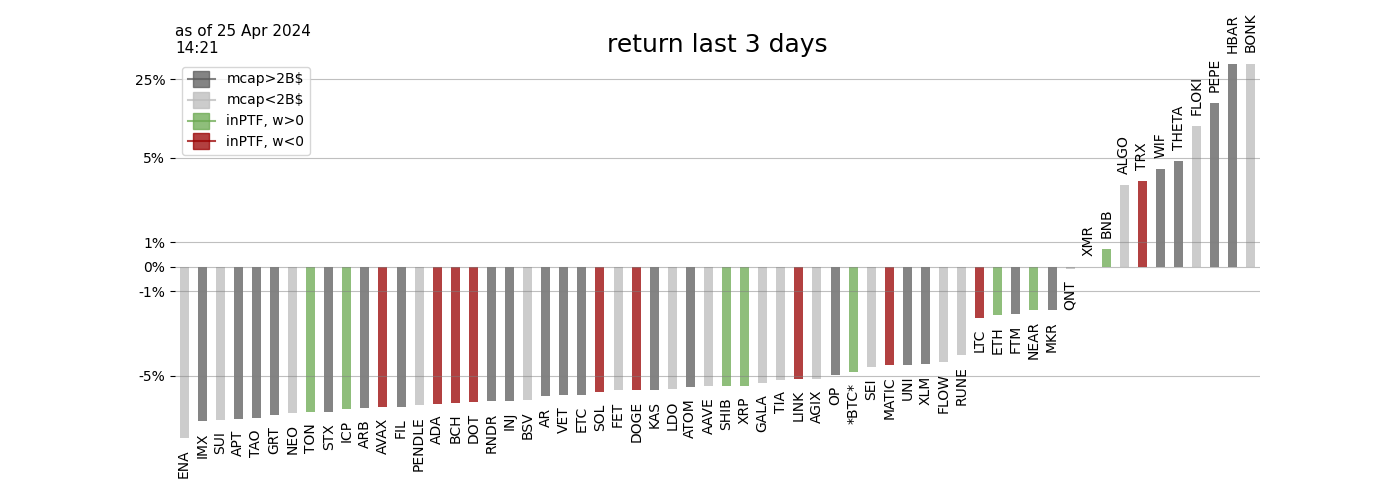 as of 25 Apr 2024
14:21
return last 3 days
mcap>2B$
mcap<2B$
inPTF, w>0
inPTF, w<0
25%
5%
1%
0%
-1%
-5%
ENA
IMX
SUI
APT
TAO
GRT
NEO
TON
STX
ICP
ARB
AVAX
FIL
PENDLE
ADA
BCH
DOT
RNDR
INJ
BSV
AR
VET
ETC
SOL
FET
DOGE
KAS
LDO
ATOM
AAVE
SHIB
XRP
GALA
TIA
LINK
AGIX
OP
*BTC*
SEI
MATIC
UNI
XLM
FLOW
RUNE
LTC
ETH
FTM
NEAR
MKR
QNT
XMR
BNB
ALGO
TRX
WIF
THETA
FLOKI
PEPE
HBAR
BONK